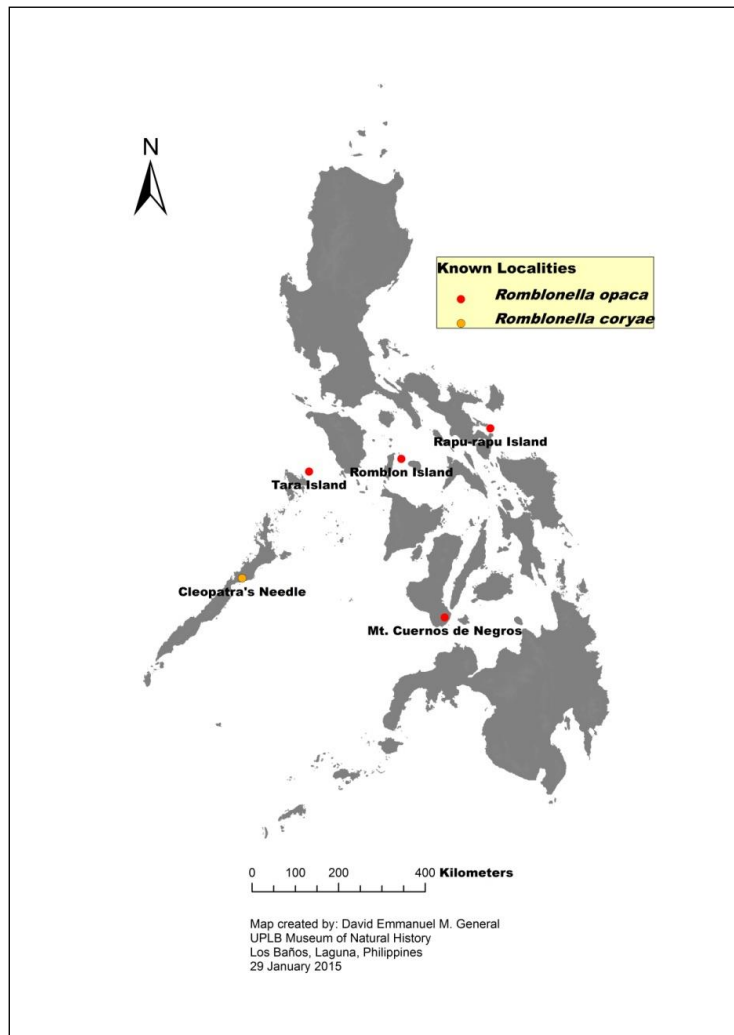 N
Known Localities
Romblonella opaca
Romblonella coryae
Rapu-rapu Island
Romblon Island
Tara Island
Cleopatra's Needle
Mt. Cuernos de Negros
0 100 200 400 Kilometers
Map created by: David Emmanuel M. General
UPLB Museum of Natural History
Los Baños, Laguna, Philippines
29 January 2015